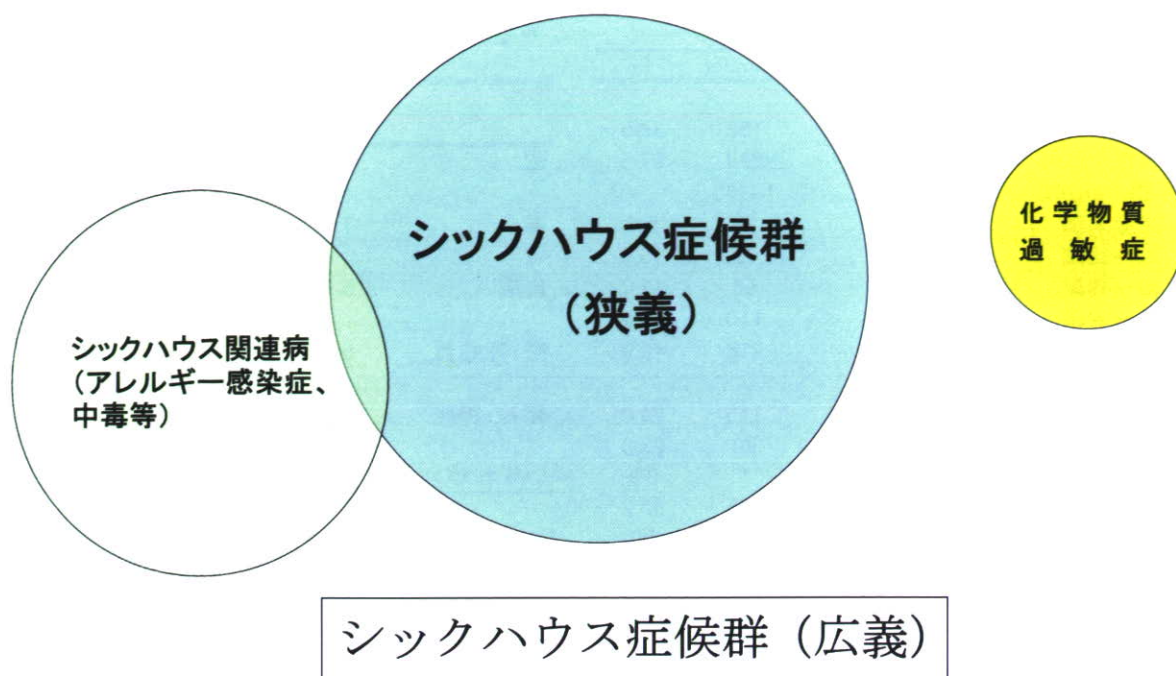 シックハウス症候群
（狭義）
化学物質
過敏症
シックハウス関連病
（アレルギー感染症、
中毒等）
シックハウス症候群（広義）